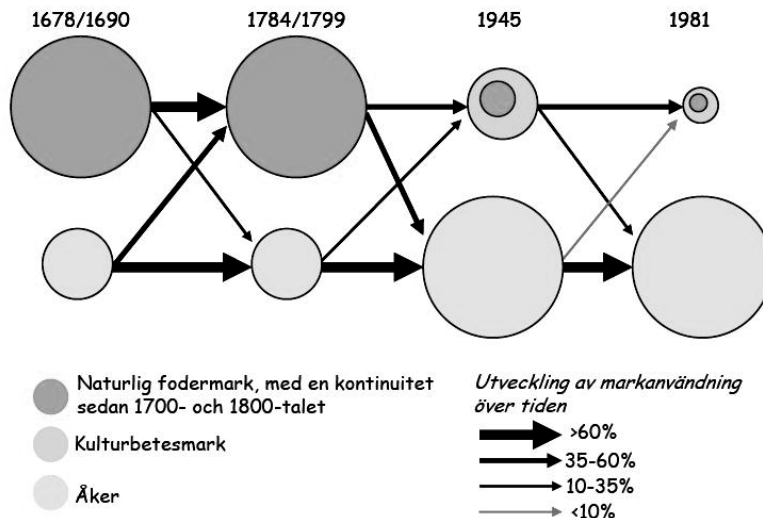 1678/1690
1784/1799
1945
1981
Naturlig fodermark, med en kontinuitet
sedan 1700- och 1800-talet
Kulturbetesmark
Åker
Utveckling av markanvändning
över tiden
>60%
35-60%
10-35%
<10%